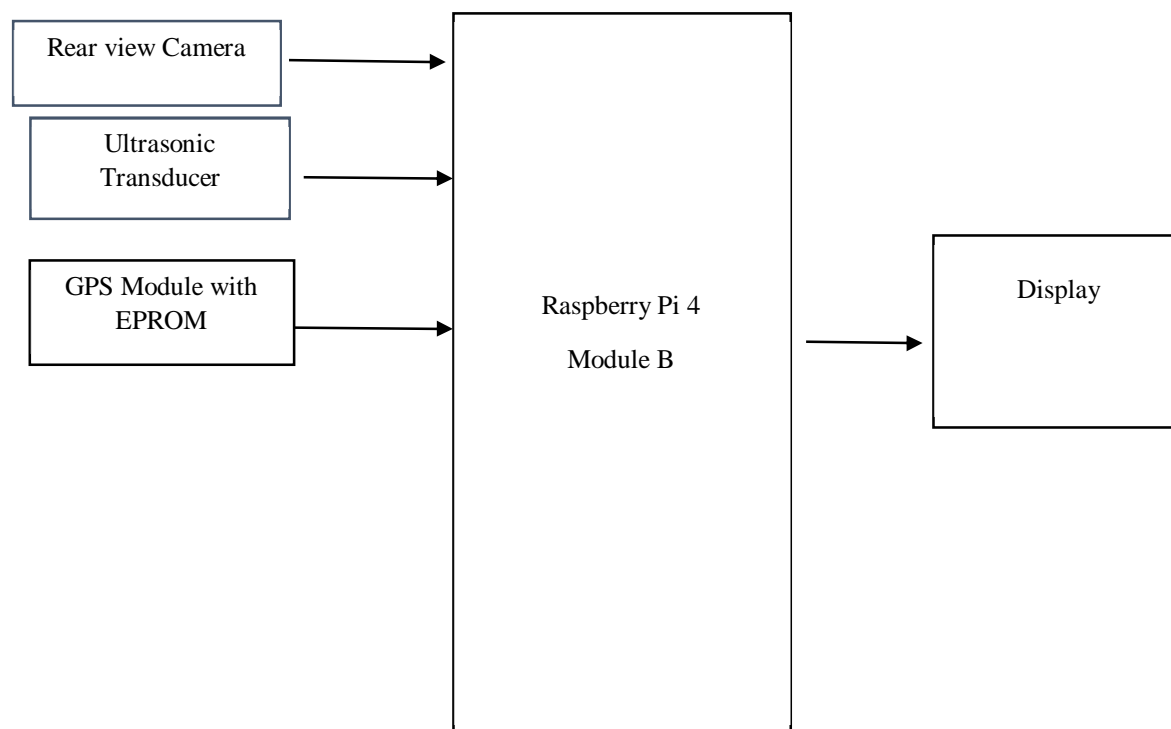 Rear view Camera
Ultrasonic
Transducer
GPS Module with
EPROM
Raspberry Pi 4
Module B
Display